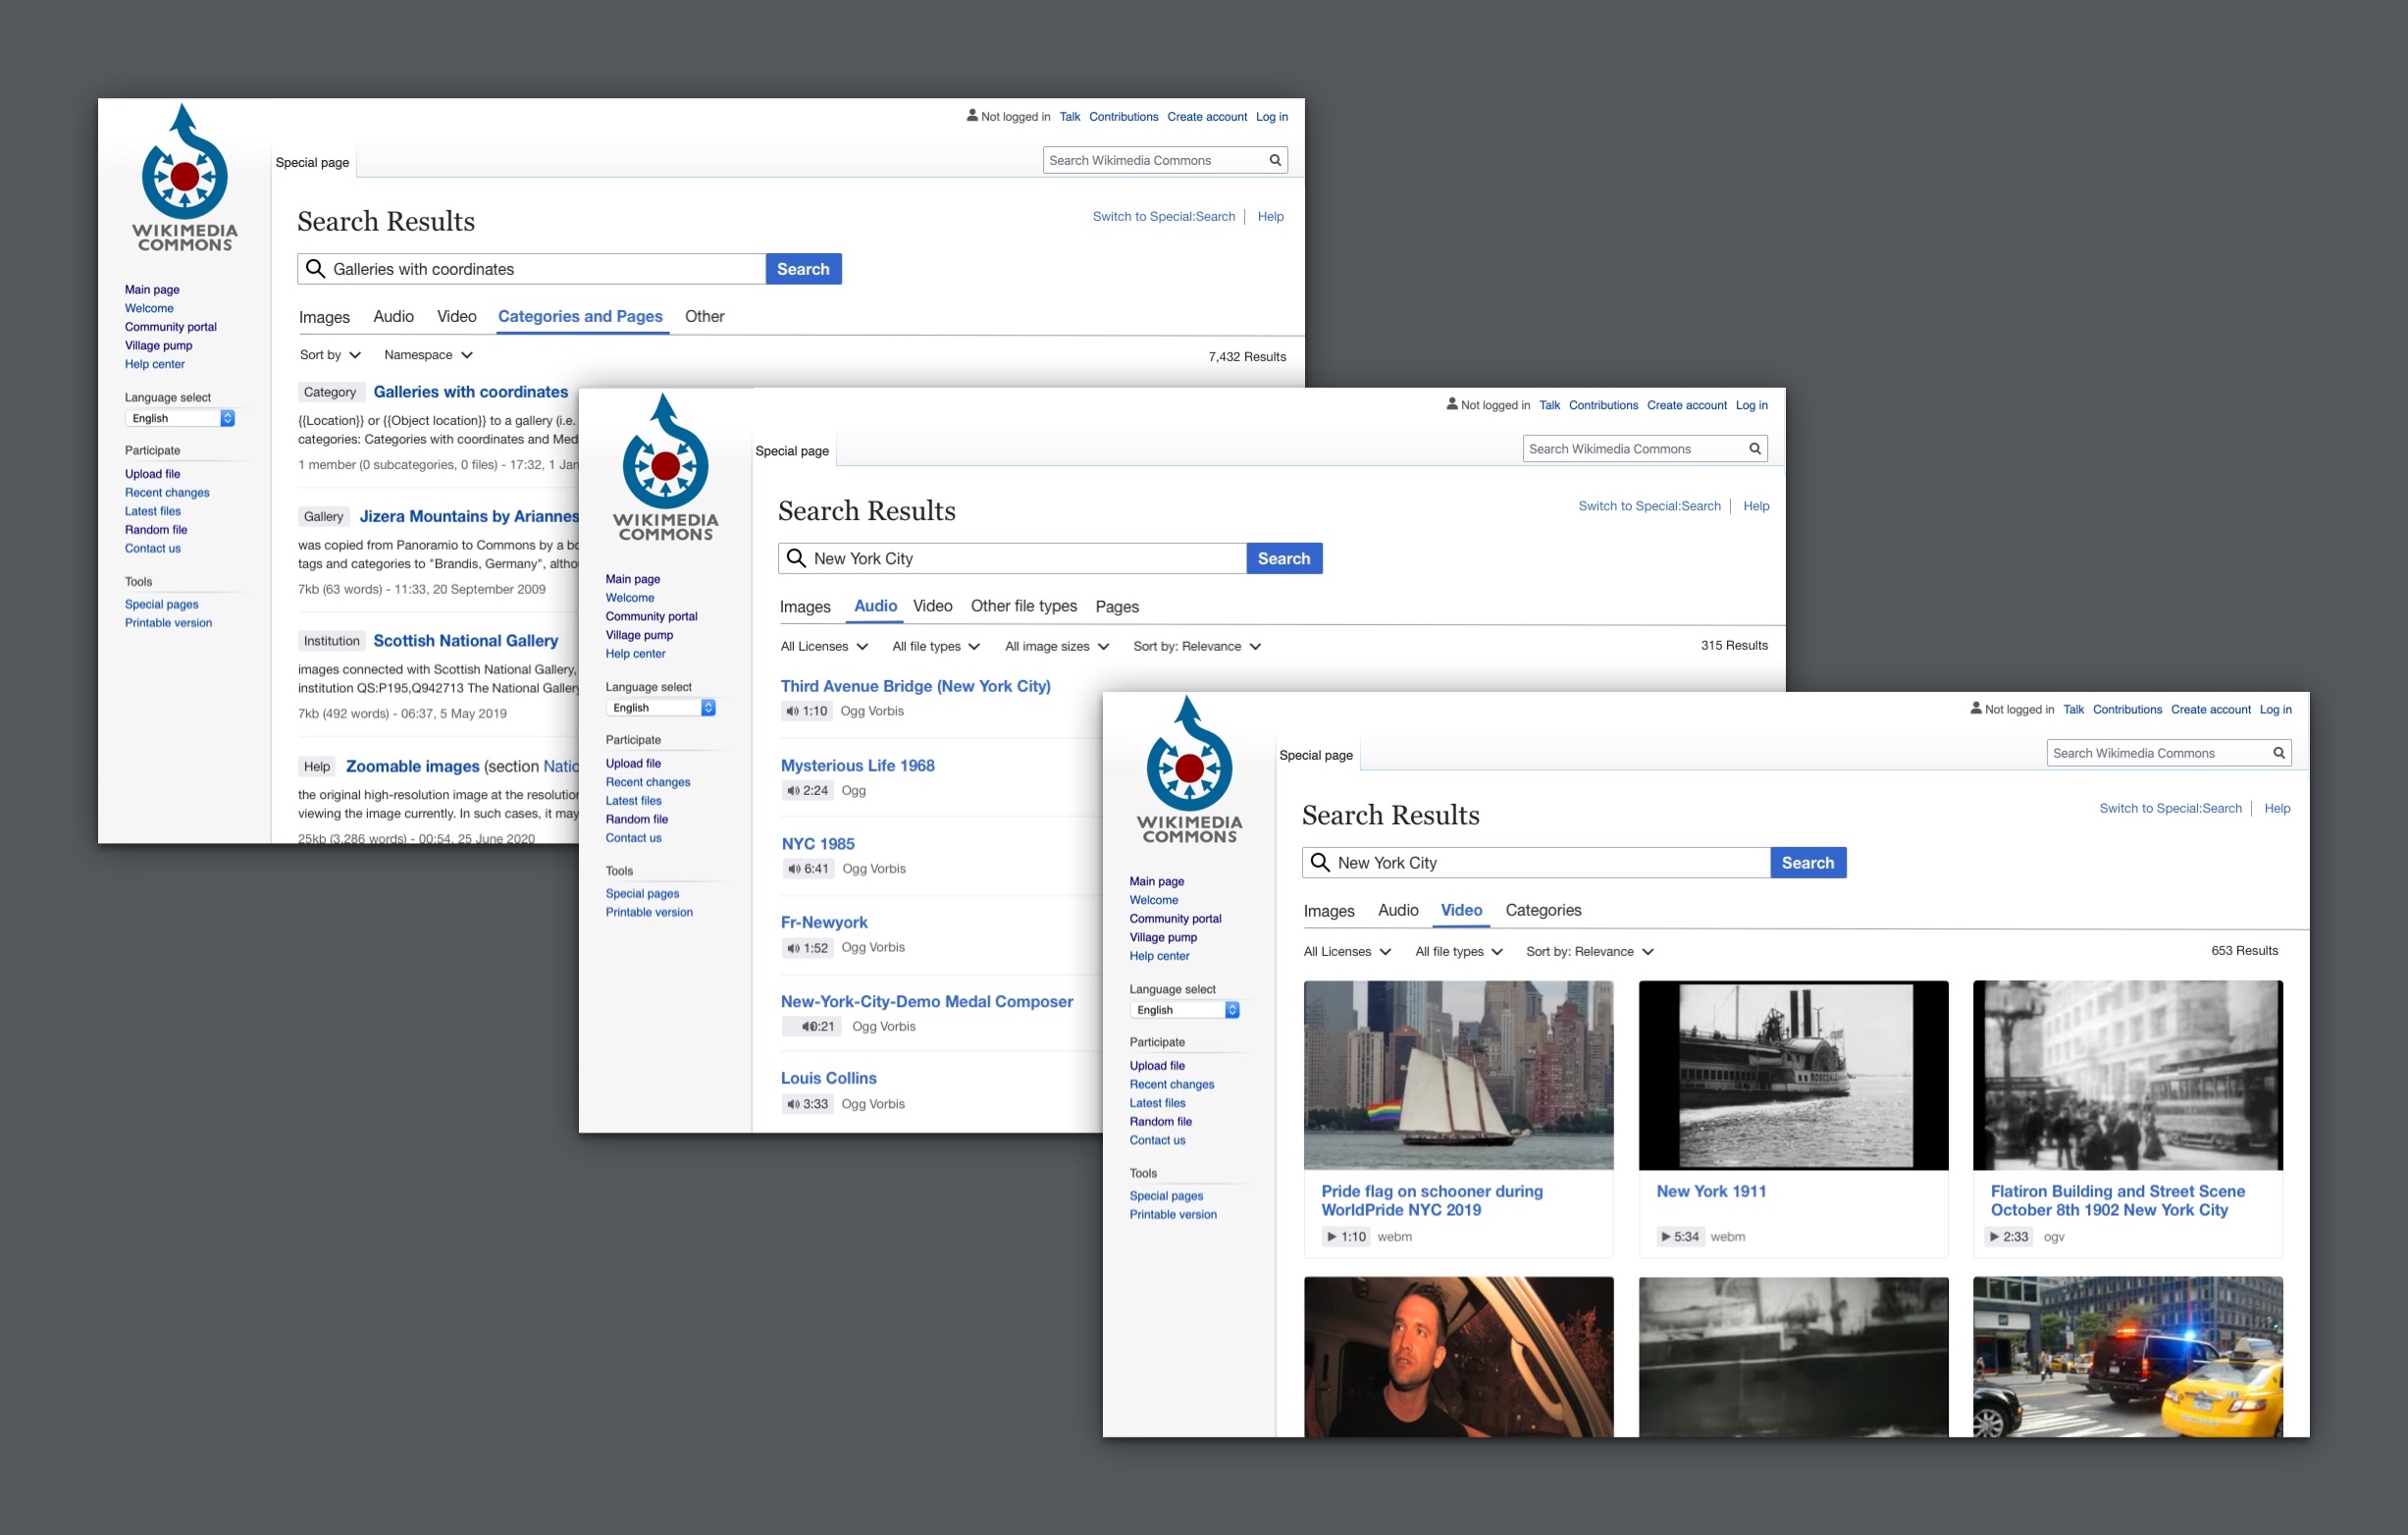 Not logged in Talk Contributions Create account Log in
Special page
Search Wikimedia Commons
WIKIMEDIA
COMMONS
Search Results
Switch to Special:Search | Help
Galleries with coordinates Search
Images Audio Video Categories and Pages Other
Sort by Namespace 7,432 Results
Main page
Welcome
Community portal
Village pump
Help center
Language select
English
Participate
Upload file
Recent changes
Latest files
Random file
Contact us
Tools
Special pages
Printable version
Category Galleries with coordinates
{{Location}} or {{Object location}} to a gallery (i.e.
categories: Categories with coordinates and Med
1 member (0 subcategories, 0 files) - 17:32, 1 Jan
Gallery Jizera Mountains by Ariannes
was copied from Panoramio to Commons by a bo
tags and categories to "Brandis, Germany", altho
7kb (63 words) - 11:33, 20 September 2009
Institution Scottish National Gallery
images connected with Scottish National Gallery,
institution QS:P195,Q942713 The National Gallery
7kb (492 words) - 06:37, 5 May 2019
Help Zoomable images (section Natio
the original high-resolution image at the resolution
viewing the image currently. In such cases, it may
25kb (3,286 words) - 00:54, 25 June 2020
Not logged in Talk Contributions Create account Log in
Special page
Search Wikimedia Commons
WIKIMEDIA
COMMONS
Search Results
Switch to Special:Search | Help
New York City Search
Images Audio Video Other file types Pages
All Licenses All file types All image sizes Sort by: Relevance 315 Results
Main page
Welcome
Community portal
Village pump
Help center
Language select
English
Participate
Upload file
Recent changes
Latest files
Random file
Contact us
Tools
Special pages
Printable version
Third Avenue Bridge (New York City)
1:10 Ogg Vorbis
Mysterious Life 1968
2:24 Ogg
NYC 1985
6:41 Ogg Vorbis
Fr-Newyork
1:52 Ogg Vorbis
New-York-City-Demo Medal Composer
0:21 Ogg Vorbis
Louis Collins
3:33 Ogg Vorbis
Not logged in Talk Contributions Create account Log in
Special page
Search Wikimedia Commons
WIKIMEDIA
COMMONS
Search Results
Switch to Special:Search | Help
New York City Search
Images Audio Video Categories
All Licenses All file types Sort by: Relevance 653 Results
Main page
Welcome
Community portal
Village pump
Help center
Language select
English
Participate
Upload file
Recent changes
Latest files
Random file
Contact us
Tools
Special pages
Printable version
Pride flag on schooner during
WorldPride NYC 2019
1:10 webm
New York 1911
5:34 webm
Flatiron Building and Street Scene
October 8th 1902 New York City
2:33 ogv